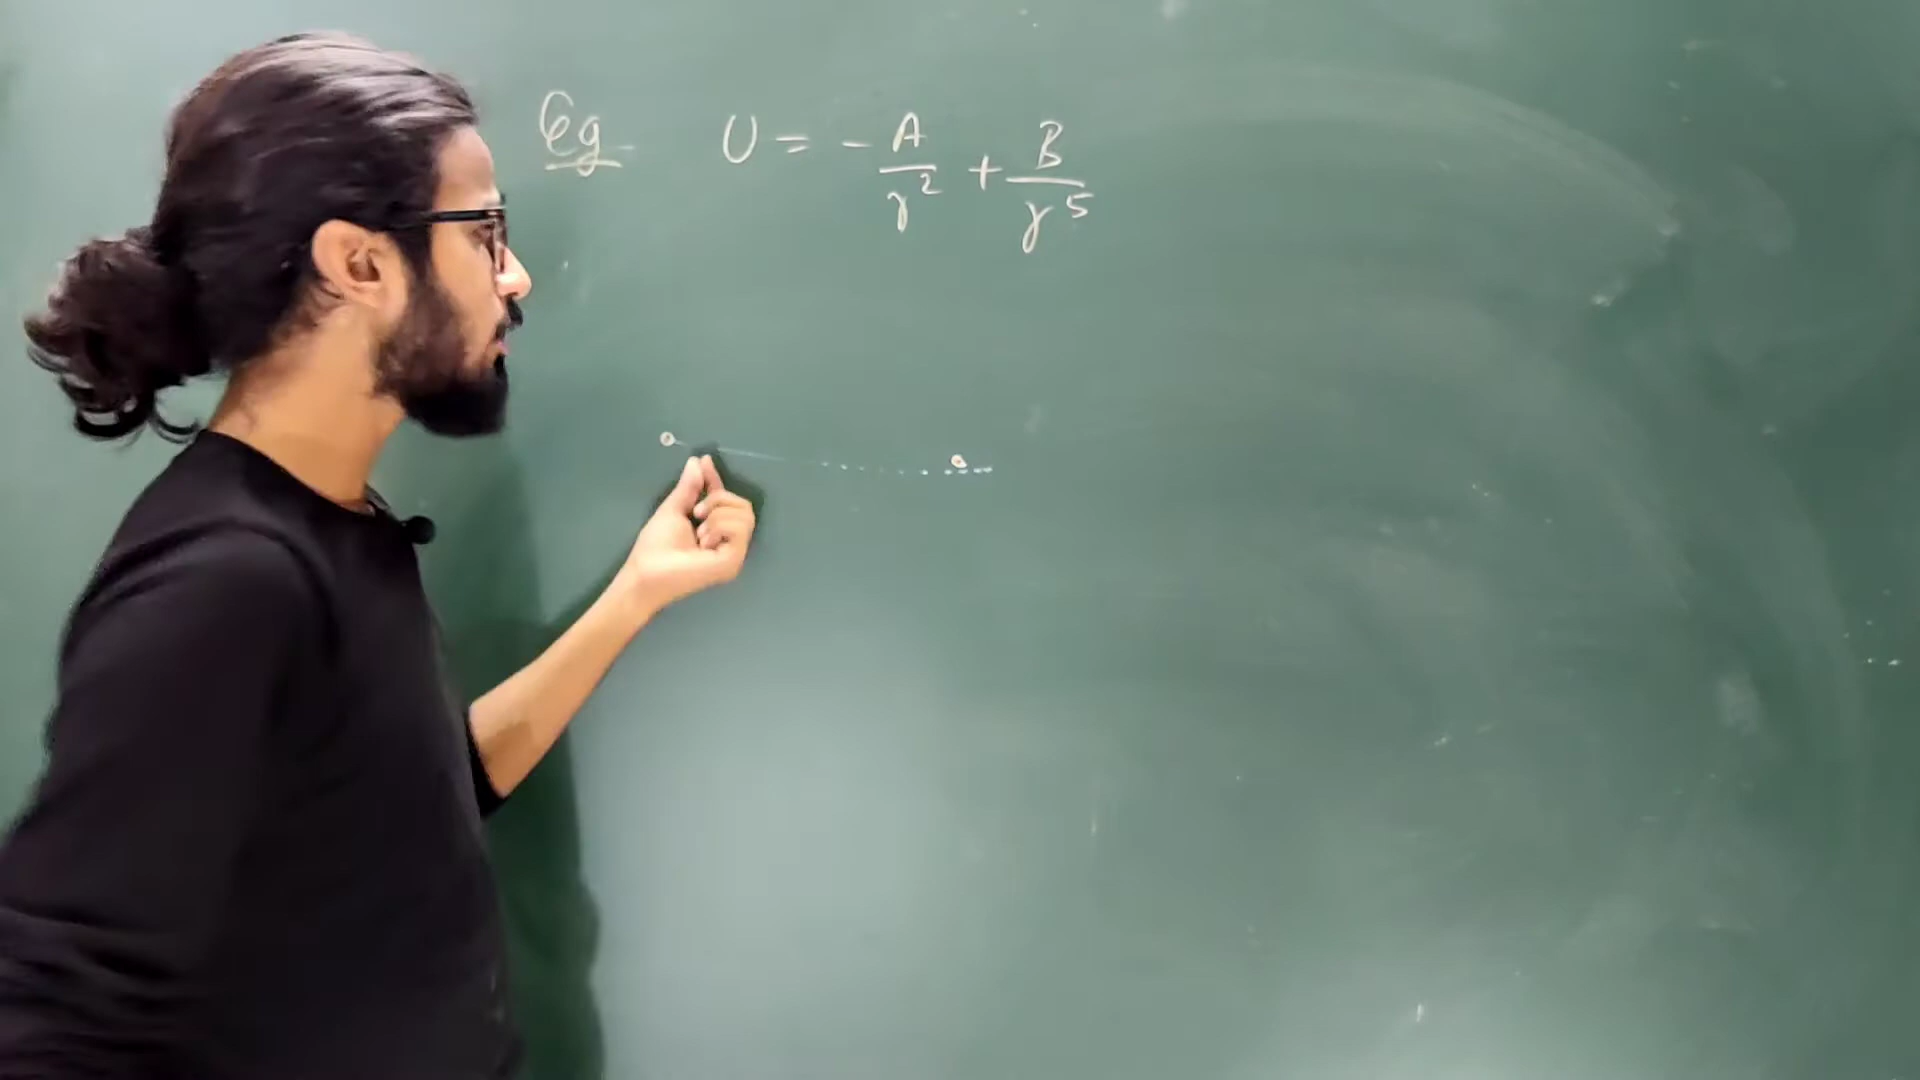 Eg U = - A/r² + B/r⁵